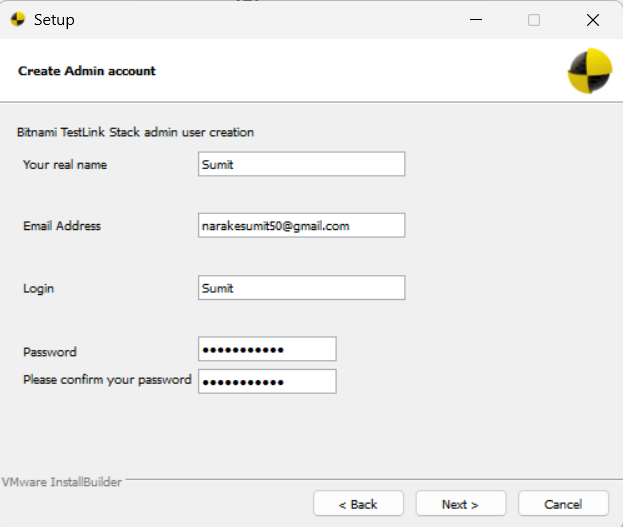 Setup
Create Admin account
Bitnami TestLink Stack admin user creation
Your real name Sumit
Email Address narakesumit50@gmail.com
Login Sumit
Password •••••••••••
Please confirm your password •••••••••••
VMware InstallBuilder
< Back Next > Cancel